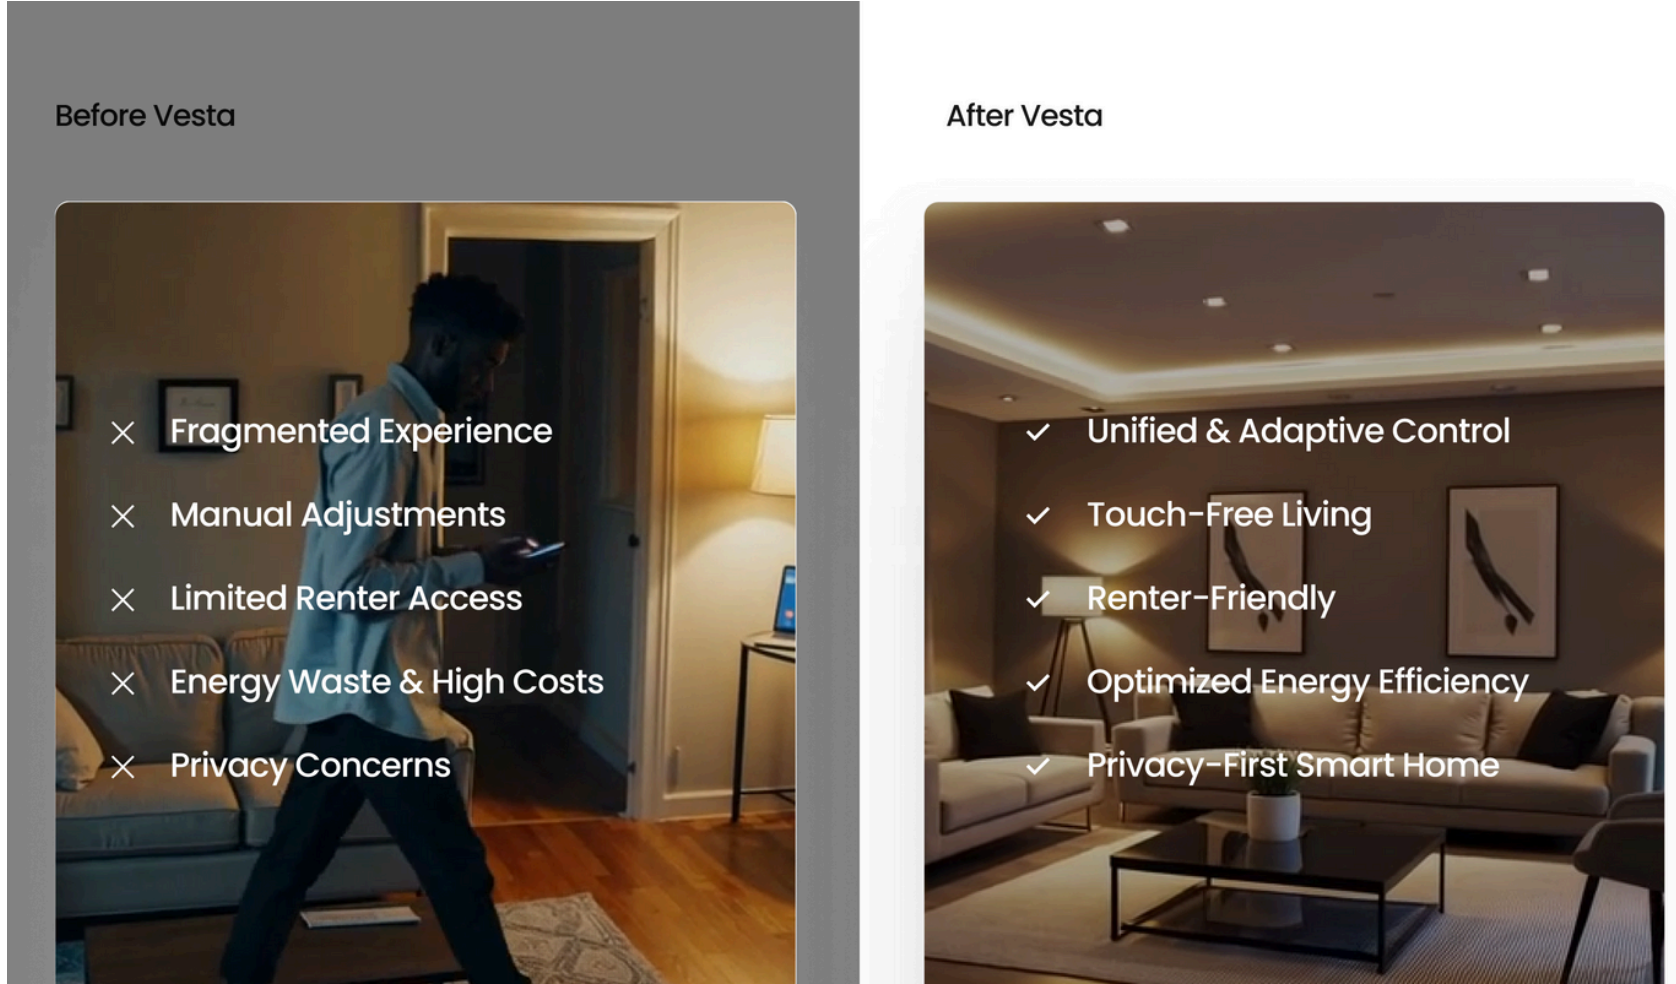 Before Vesta
Fragmented Experience
Manual Adjustments
Limited Renter Access
Energy Waste & High Costs
Privacy Concerns
After Vesta
Unified & Adaptive Control
Touch-Free Living
Renter-Friendly
Optimized Energy Efficiency
Privacy-First Smart Home